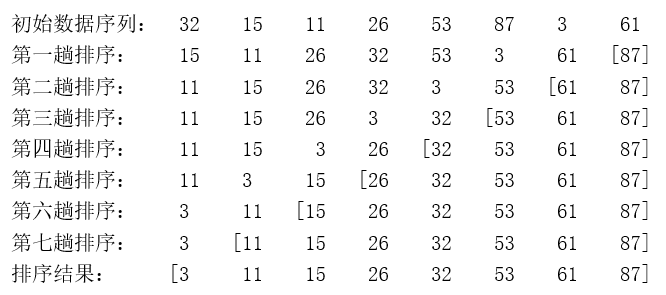 初始数据序列： 32 15 11 26 53 87 3 61
第一趟排序： 15 11 26 32 53 3 61 [87]
第二趟排序： 11 15 26 32 3 53 [61 87]
第三趟排序： 11 15 26 3 32 [53 61 87]
第四趟排序： 11 15 3 26 [32 53 61 87]
第五趟排序： 11 3 15 [26 32 53 61 87]
第六趟排序： 3 11 [15 26 32 53 61 87]
第七趟排序： 3 [11 15 26 32 53 61 87]
排序结果： [3 11 15 26 32 53 61 87]